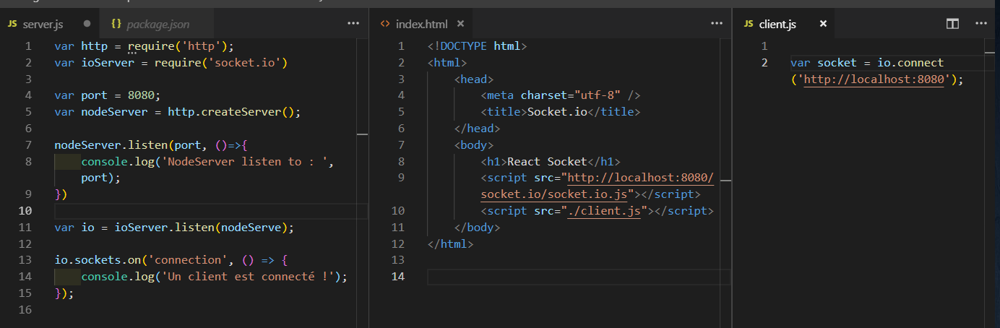 JS server.js
{} package.json
1 var http = require('http');
2 var ioServer = require('socket.io')
3
4 var port = 8080;
5 var nodeServer = http.createServer();
6
7 nodeServer.listen(port, ()=>{
8 console.log('NodeServer listen to : ',
port);
9 })
10
11 var io = ioServer.listen(nodeServe);
12
13 io.sockets.on('connection', () => {
14 console.log('Un client est connecté !');
15 });
16
<> index.html
1 <!DOCTYPE html>
2 <html>
3 <head>
4 <meta charset="utf-8" />
5 <title>Socket.io</title>
6 </head>
7 <body>
8 <h1>React Socket</h1>
9 <script src="http://localhost:8080/
socket.io/socket.io.js"></script>
10 <script src="./client.js"></script>
11 </body>
12 </html>
13
14
JS client.js
1
2 var socket = io.connect
('http://localhost:8080');